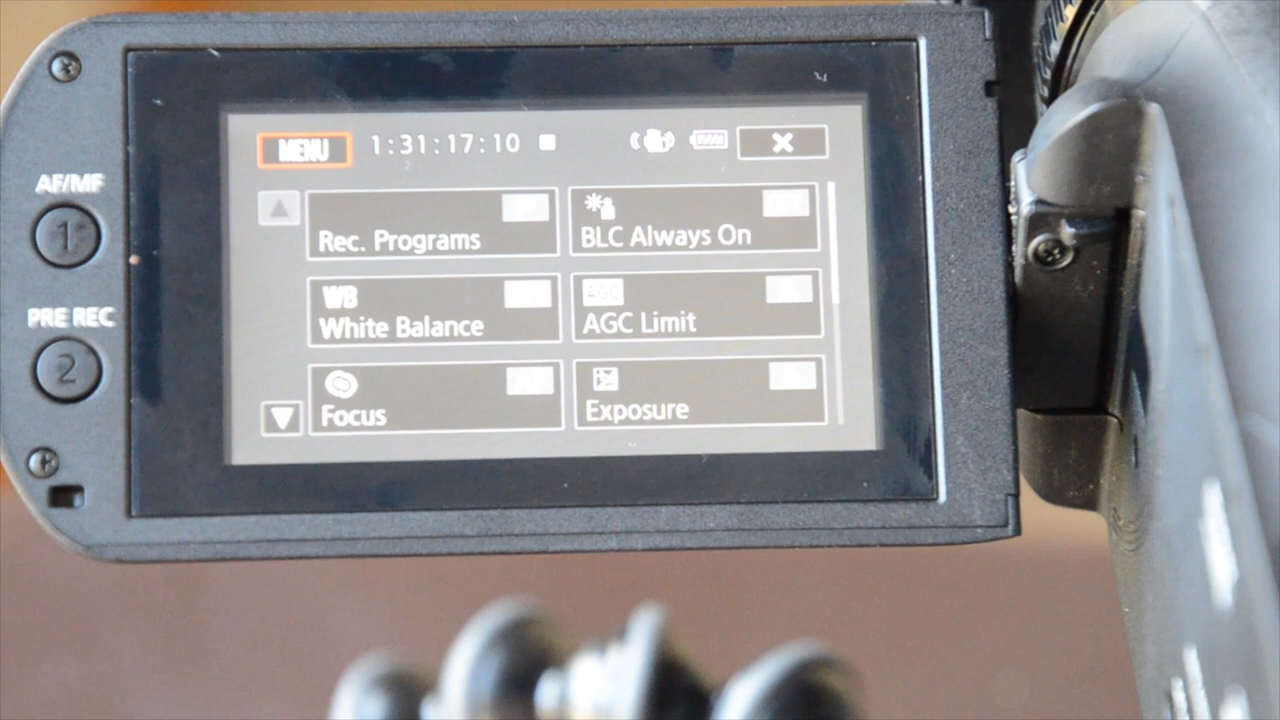 MENU 1:31:17:10
AF/MF
1
Rec. Programs
BLC Always On
PRE REC
2
WB
White Balance
AGC
AGC Limit
Focus
Exposure